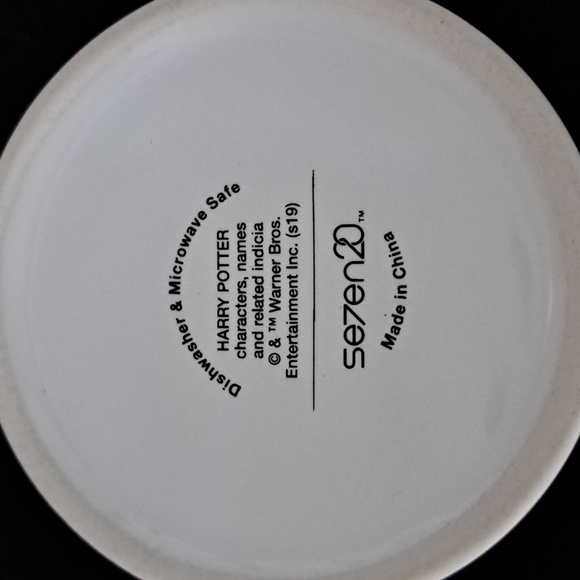 Dishwasher & Microwave Safe
HARRY POTTER
characters, names
and related indicia
© & ™ Warner Bros.
Entertainment Inc. (s19)
se7en20™
Made in China